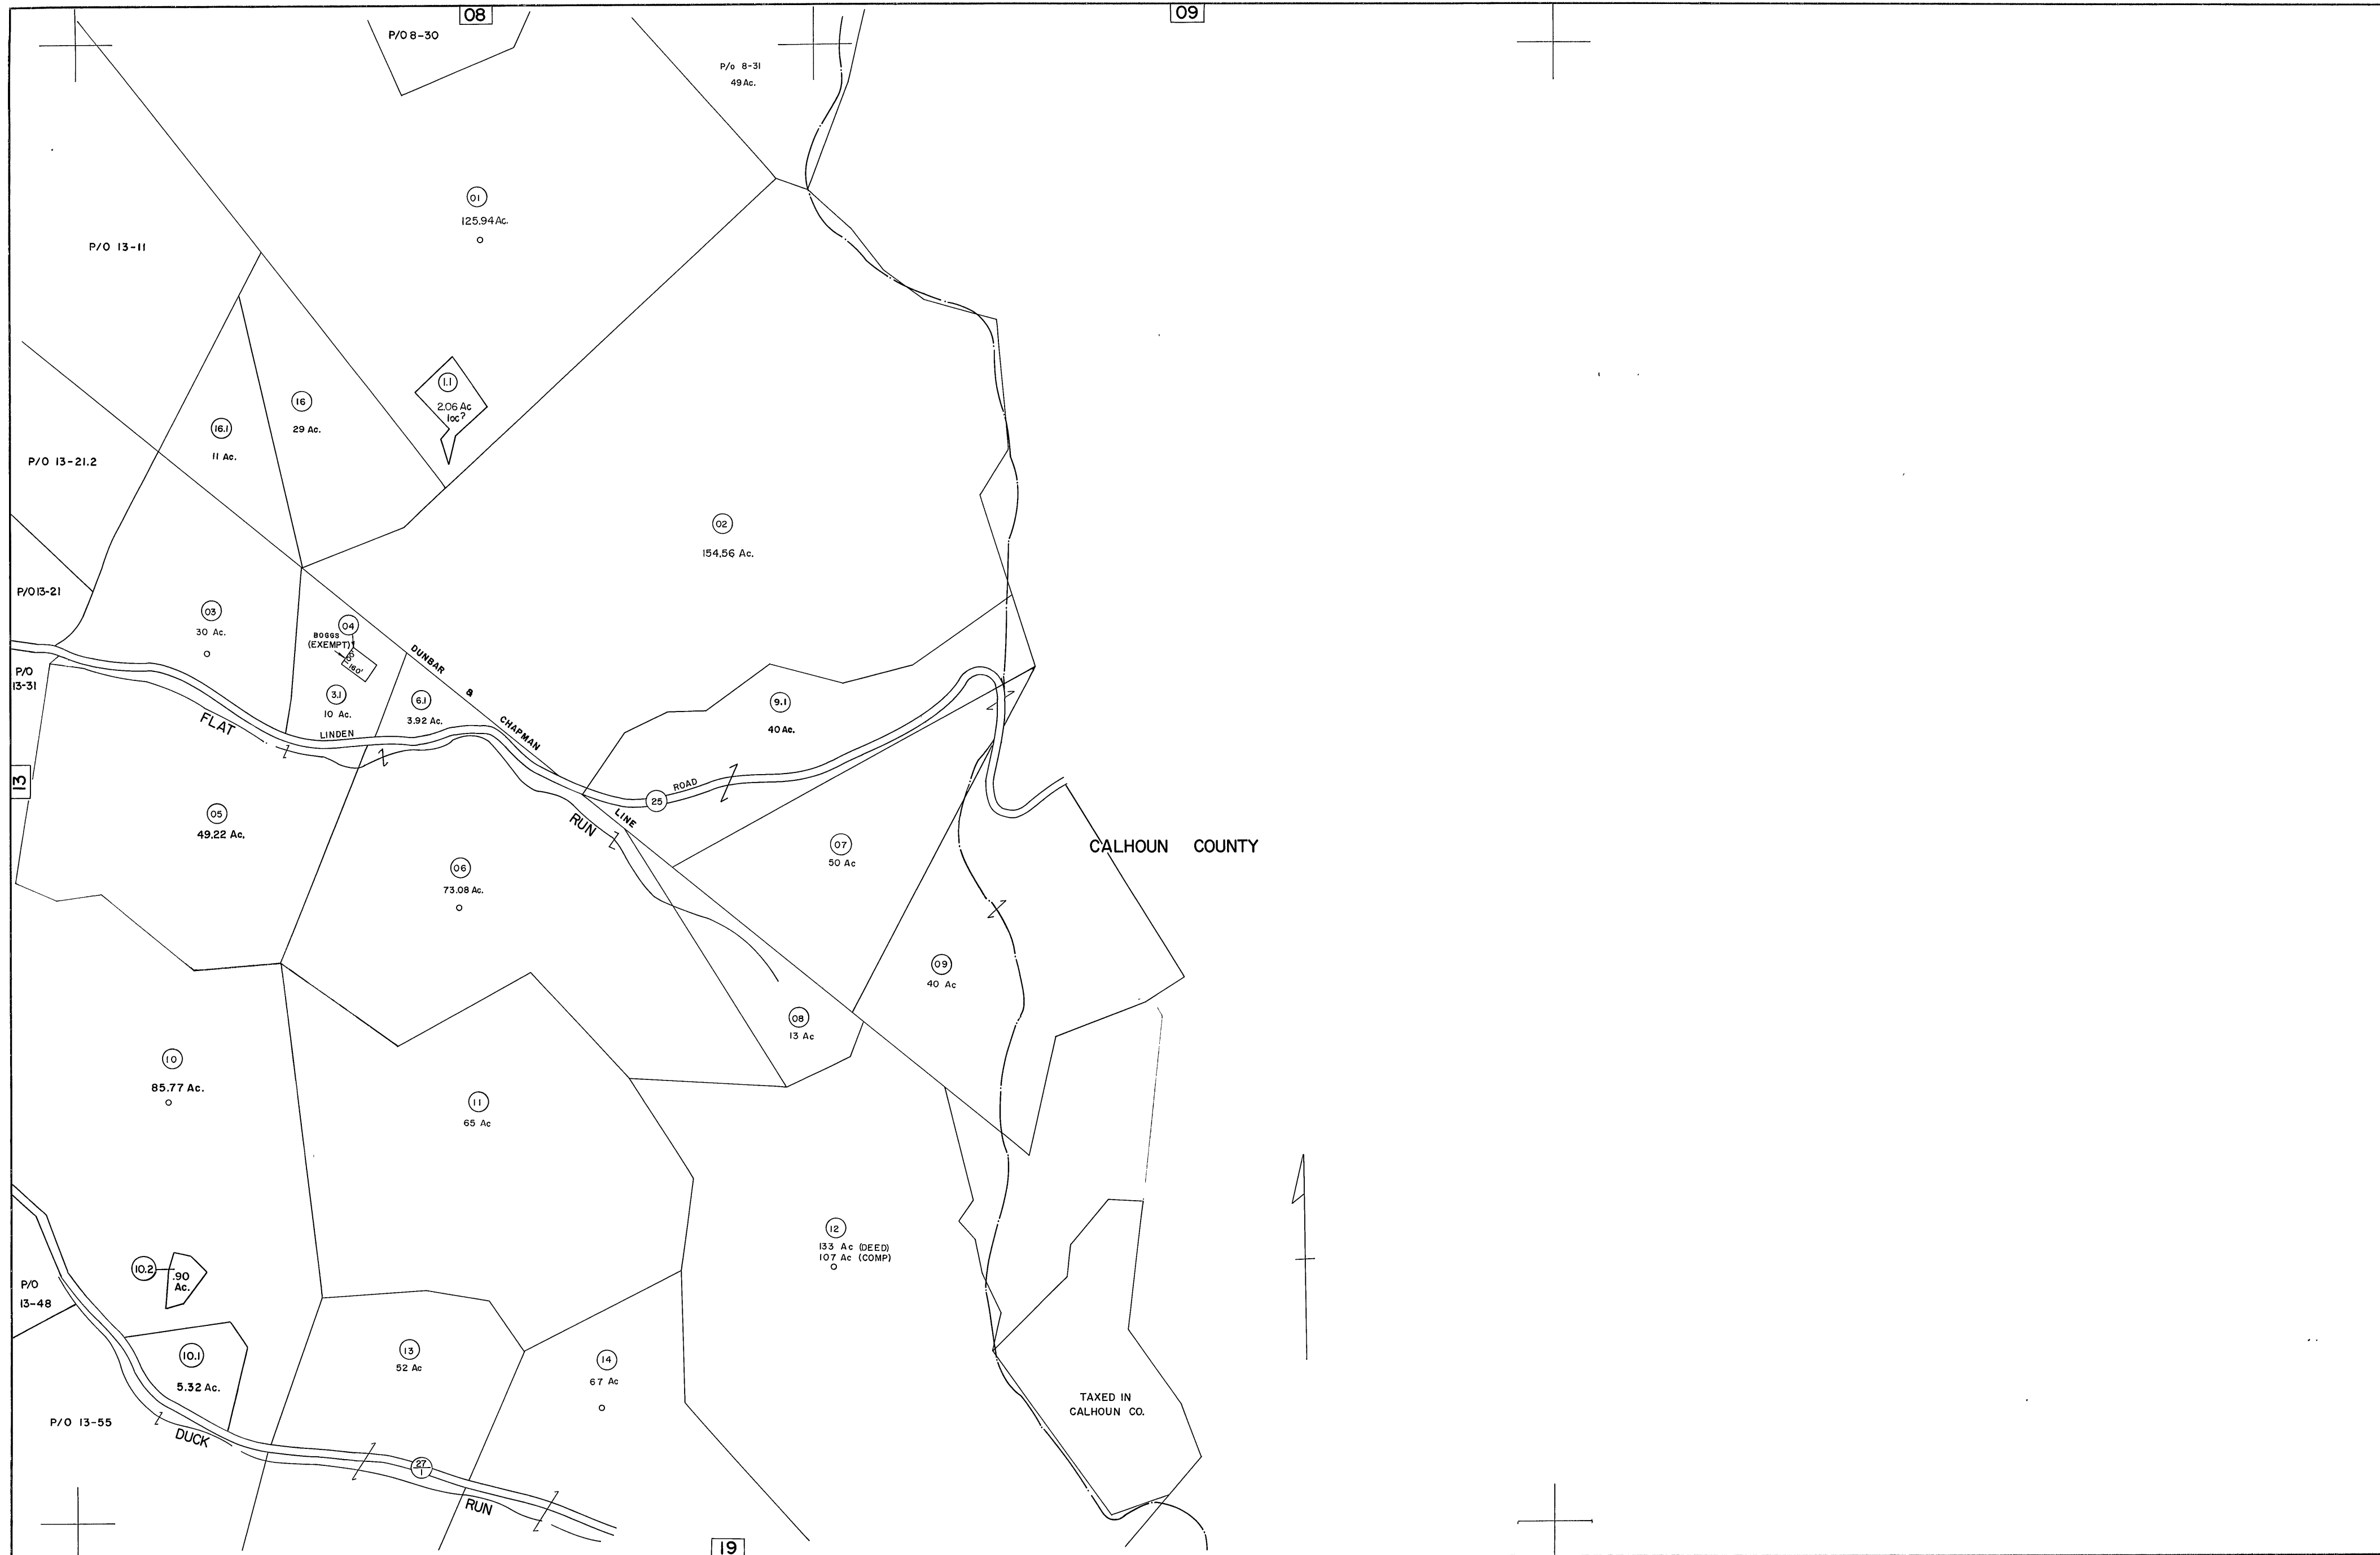 08
09
P/O 8-30
P/o 8-31
49 Ac.
01
125.94 Ac.
P/O 13-11
1.1
2.06 Ac
loc?
16
29 Ac.
16.1
11 Ac.
P/O 13-21.2
02
154.56 Ac.
P/O 13-21
03
30 Ac.
04
BOGGS
(EXEMPT)
160'
DUNBAR & CHAPMAN LINE
P/O
13-31
3.1
10 Ac.
6.1
3.92 Ac.
9.1
40 Ac.
FLAT RUN
LINDEN ROAD
25
13
05
49.22 Ac.
07
50 Ac
CALHOUN COUNTY
06
73.08 Ac.
09
40 Ac
08
13 Ac
10
85.77 Ac.
11
65 Ac
12
133 Ac (DEED)
107 Ac (COMP)
10.2
.90
Ac.
P/O
13-48
10.1
5.32 Ac.
13
52 Ac
14
67 Ac
TAXED IN
CALHOUN CO.
P/O 13-55
DUCK RUN
27
1
19